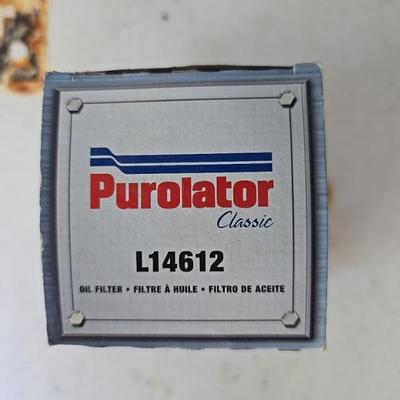 Purolator
Classic
L14612
OIL FILTER • FILTRE À HUILE • FILTRO DE ACEITE